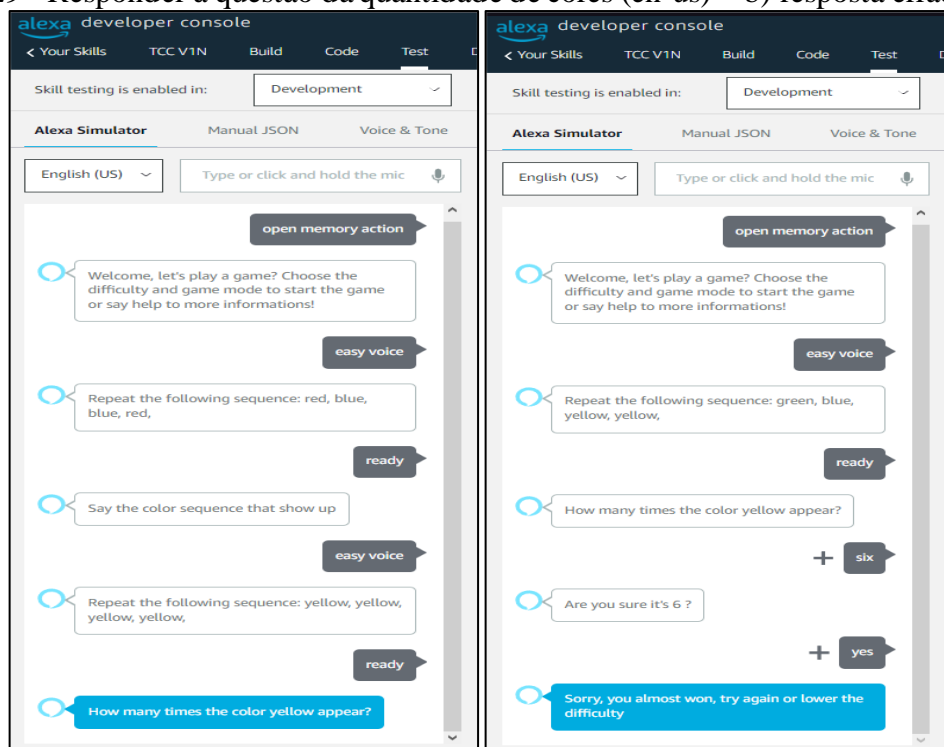 Responder a questão da quantidade de cores (en-us)
alexa developer console
< Your Skills TCC V1N Build Code Test
Skill testing is enabled in: Development
Alexa Simulator Manual JSON Voice & Tone
English (US) Type or click and hold the mic
open memory action
Welcome, let's play a game? Choose the
difficulty and game mode to start the game
or say help to more informations!
easy voice
Repeat the following sequence: red, blue,
blue, red,
ready
Say the color sequence that show up
easy voice
Repeat the following sequence: yellow, yellow,
yellow, yellow,
ready
How many times the color yellow appear?
alexa developer console
< Your Skills TCC V1N Build Code Test
Skill testing is enabled in: Development
Alexa Simulator Manual JSON Voice & Tone
English (US) Type or click and hold the mic
open memory action
Welcome, let's play a game? Choose the
difficulty and game mode to start the game
or say help to more informations!
easy voice
Repeat the following sequence: green, blue,
yellow, yellow,
ready
How many times the color yellow appear?
+ six
Are you sure it's 6 ?
+ yes
Sorry, you almost won, try again or lower the
difficulty